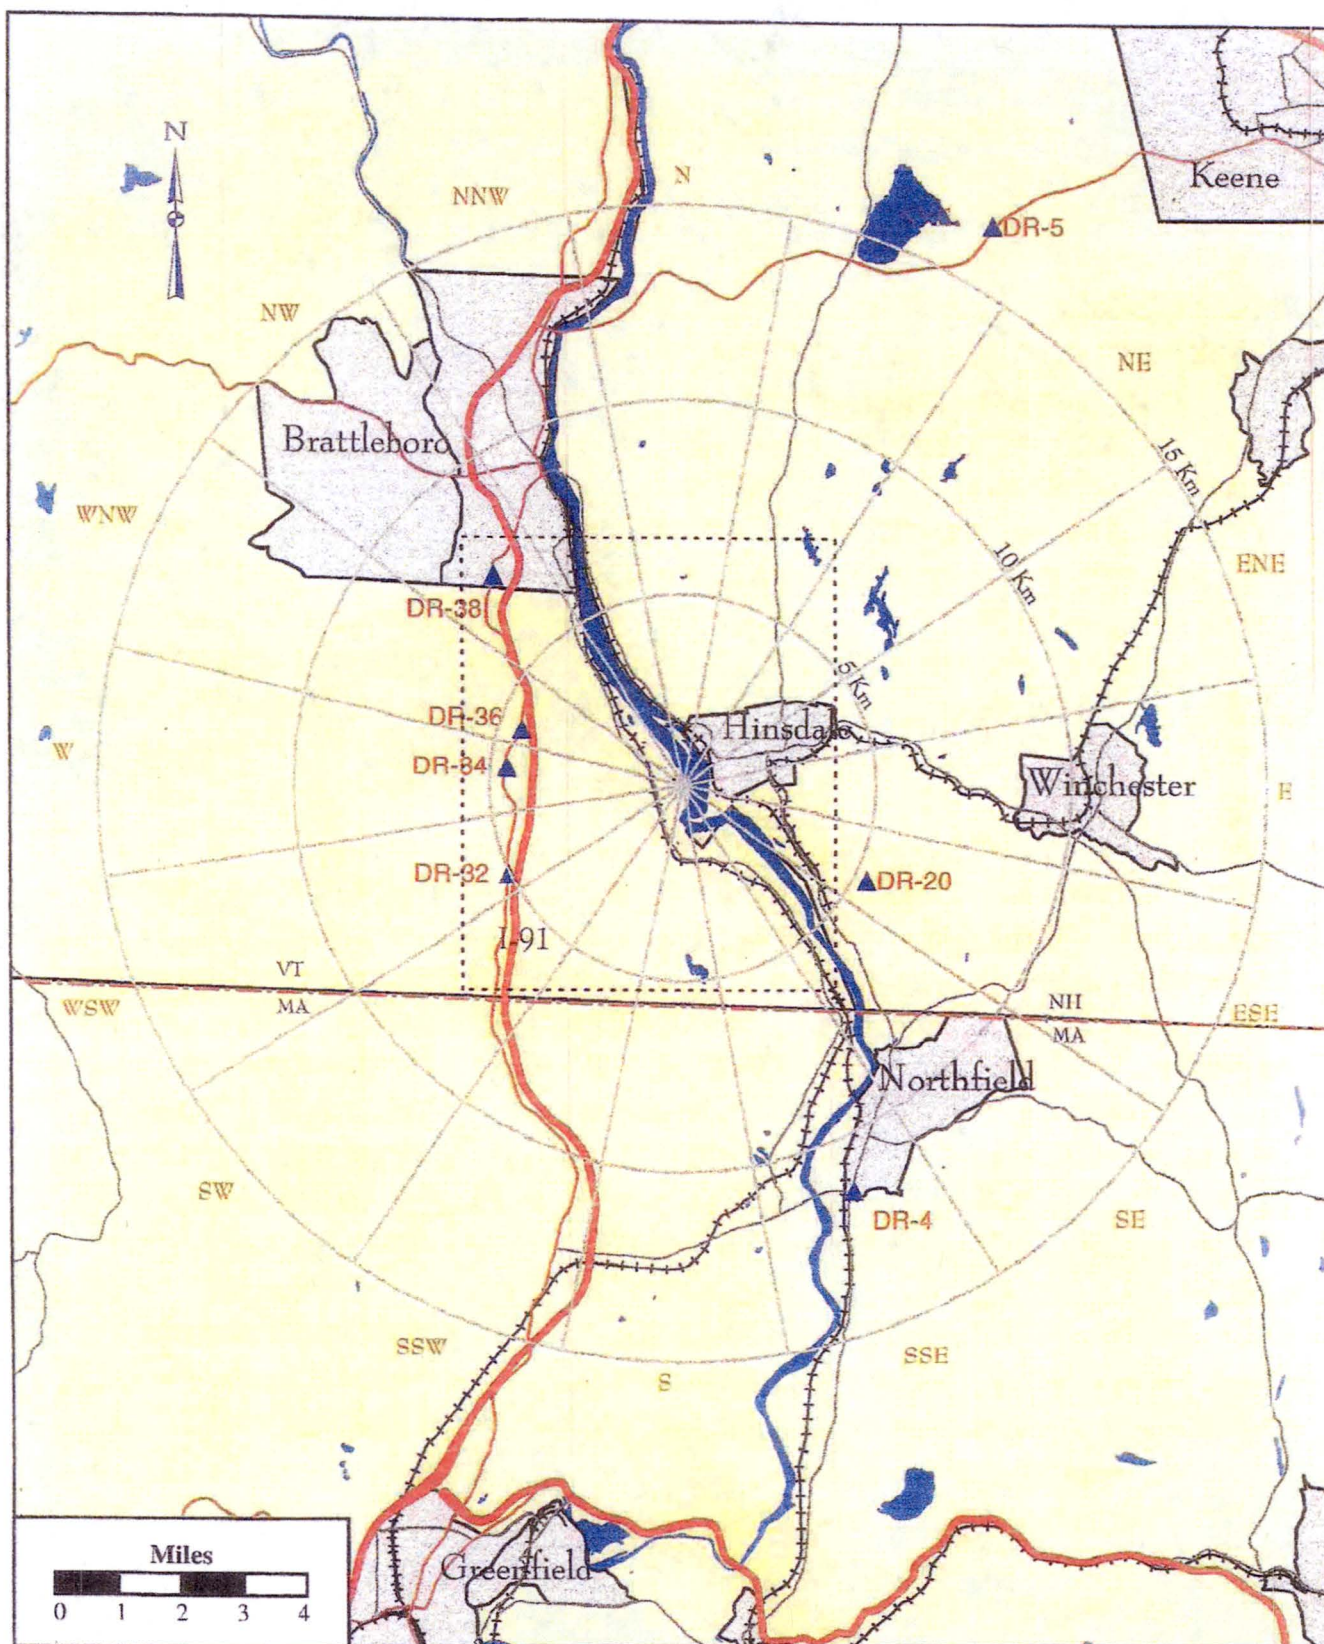 N
N
NNW
Keene
DR-5
NW
NE
Brattleboro
15 Km
WNW
10 Km
ENE
DR-38
5 Km
DR-36
Hinsdale
W
DR-34
Winchester
E
DR-32
DR-20
I-91
VT
WSW
MA
NH
ESE
MA
Northfield
SW
DR-4
SE
SSW
SSE
S
Miles
Greenfield
0 1 2 3 4